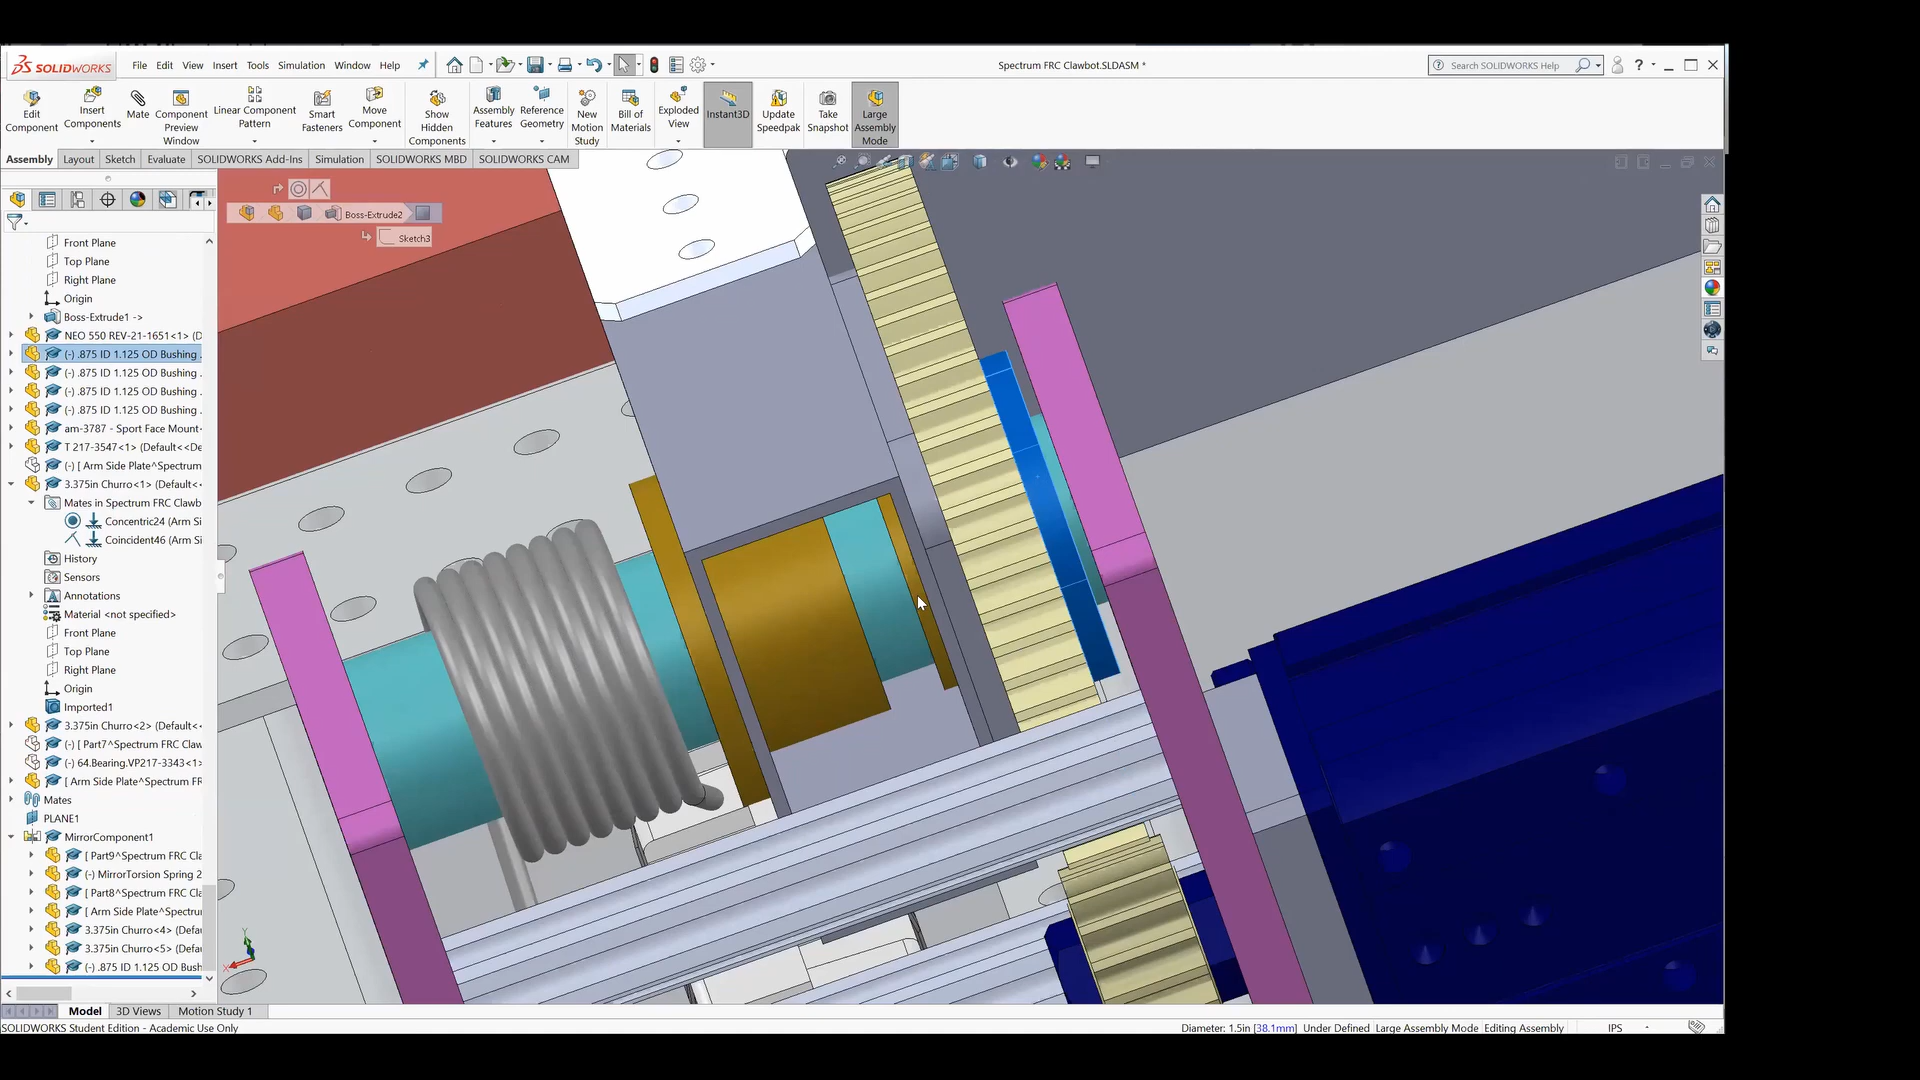 SOLIDWORKS File Edit View Insert Tools Simulation Window Help Spectrum FRC Clawbot.SLDASM * Search SOLIDWORKS Help
Edit Component
Insert Components
Mate
Component Preview Window
Linear Component Pattern
Smart Fasteners
Move Component
Show Hidden Components
Assembly Features
Reference Geometry
New Motion Study
Bill of Materials
Exploded View
Instant3D
Update Speedpak
Take Snapshot
Large Assembly Mode
Assembly Layout Sketch Evaluate SOLIDWORKS Add-Ins Simulation SOLIDWORKS MBD SOLIDWORKS CAM
Boss-Extrude2
Sketch3
Front Plane
Top Plane
Right Plane
Origin
Boss-Extrude1 ->
NEO 550 REV-21-1651<1> (D
(-) .875 ID 1.125 OD Bushing .
(-) .875 ID 1.125 OD Bushing .
(-) .875 ID 1.125 OD Bushing .
(-) .875 ID 1.125 OD Bushing .
am-3787 - Sport Face Mount<
T 217-3547<1> (Default<<De
(-) [ Arm Side Plate^Spectrum
3.375in Churro<1> (Default<<
Mates in Spectrum FRC Clawb
Concentric24 (Arm Si
Coincident46 (Arm Si
History
Sensors
Annotations
Material <not specified>
Front Plane
Top Plane
Right Plane
Origin
Imported1
3.375in Churro<2> (Default<<
(-) [ Part7^Spectrum FRC Claw
(-) 64.Bearing.VP217-3343<1>
[ Arm Side Plate^Spectrum FR
Mates
PLANE1
MirrorComponent1
[ Part9^Spectrum FRC Cla
(-) MirrorTorsion Spring 2
[ Part8^Spectrum FRC Cla
[ Arm Side Plate^Spectru
3.375in Churro<4> (Defau
3.375in Churro<5> (Defau
(-) .875 ID 1.125 OD Bush
Y
X
Model 3D Views Motion Study 1
SOLIDWORKS Student Edition - Academic Use Only
Diameter: 1.5in [38.1mm] Under Defined Large Assembly Mode Editing Assembly IPS